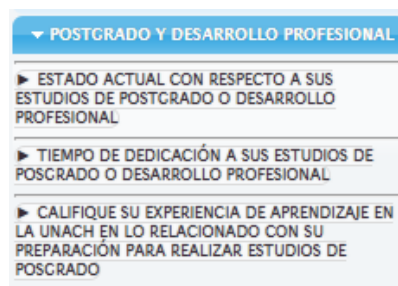 ▼ POSTGRADO Y DESARROLLO PROFESIONAL
► ESTADO ACTUAL CON RESPECTO A SUS
ESTUDIOS DE POSTGRADO O DESARROLLO
PROFESIONAL
► TIEMPO DE DEDICACIÓN A SUS ESTUDIOS DE
POSGRADO O DESARROLLO PROFESIONAL
► CALIFIQUE SU EXPERIENCIA DE APRENDIZAJE EN
LA UNACH EN LO RELACIONADO CON SU
PREPARACIÓN PARA REALIZAR ESTUDIOS DE
POSGRADO